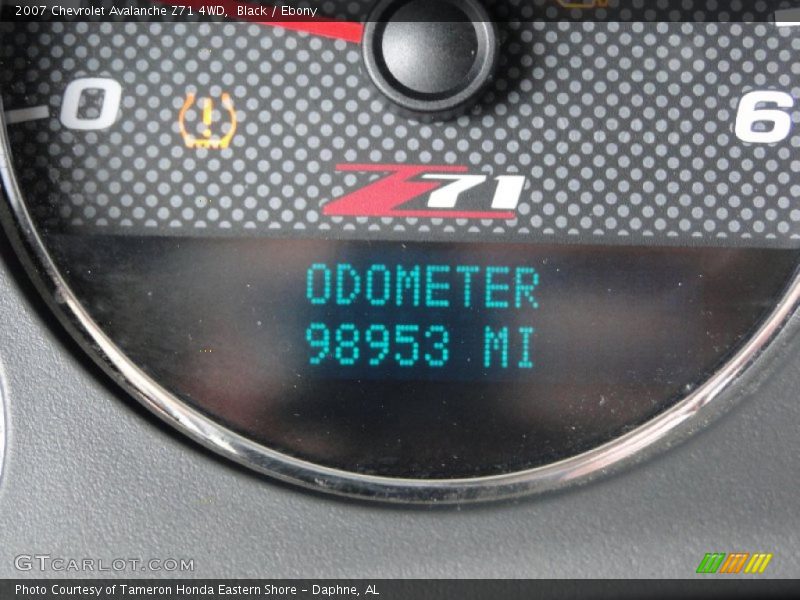 2007 Chevrolet Avalanche Z71 4WD, Black / Ebony
0
!
6
Z71
ODOMETER
98953 MI
GTCARLOT.COM
Photo Courtesy of Tameron Honda Eastern Shore - Daphne, AL